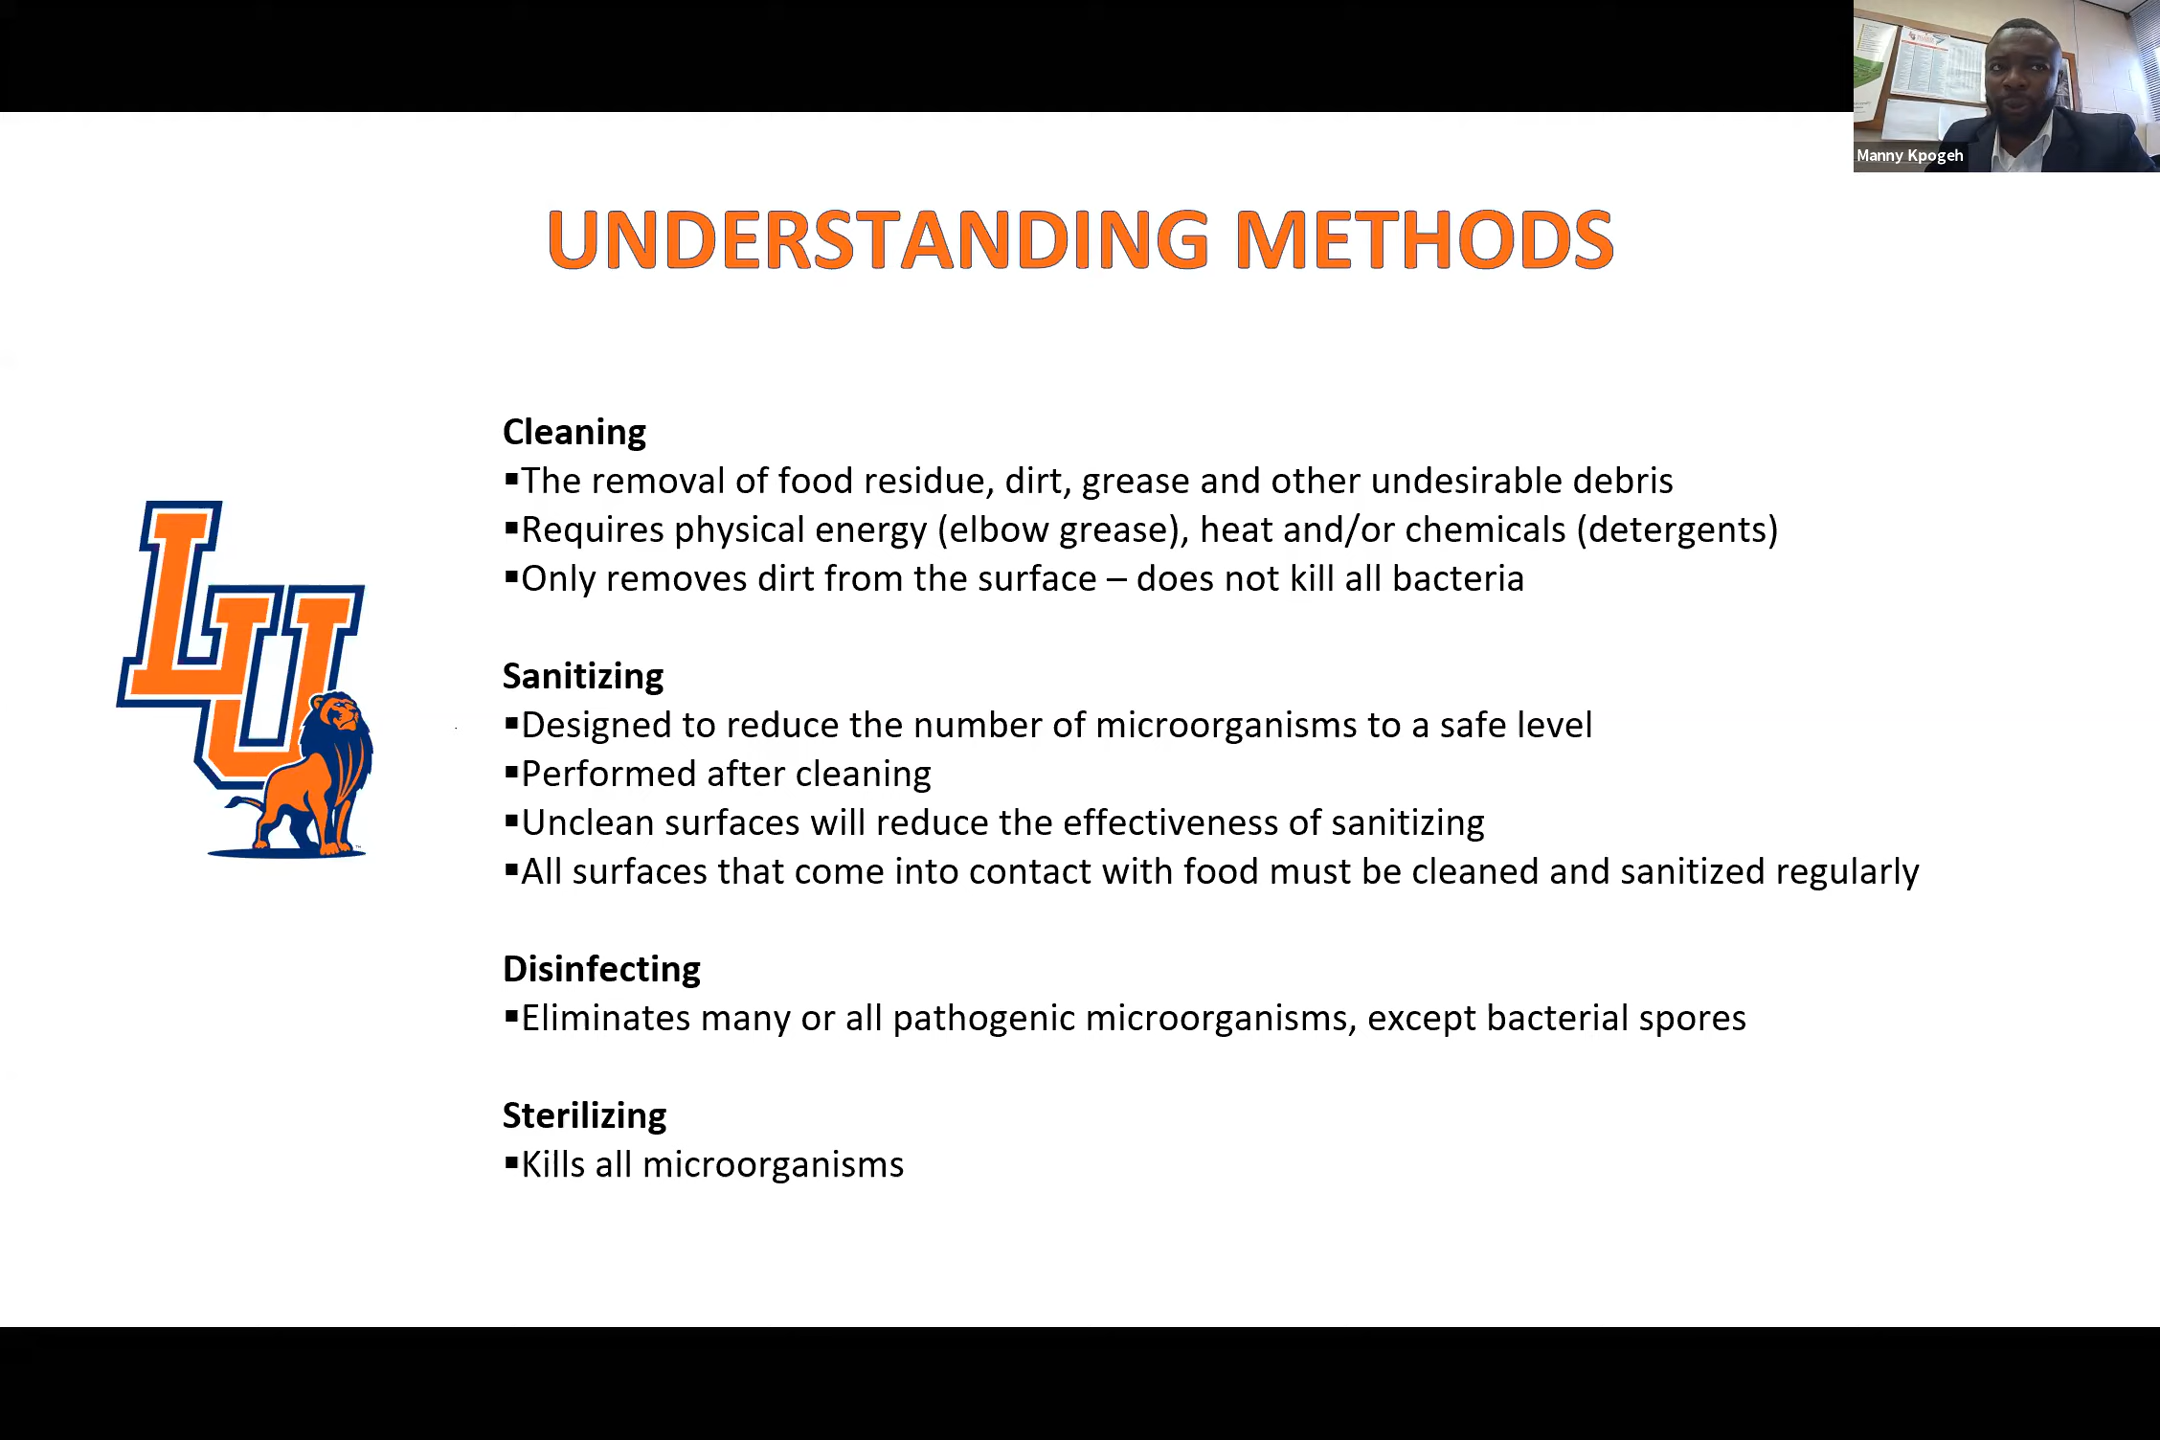 Manny Kpogeh
UNDERSTANDING METHODS
Cleaning
▪The removal of food residue, dirt, grease and other undesirable debris
▪Requires physical energy (elbow grease), heat and/or chemicals (detergents)
▪Only removes dirt from the surface – does not kill all bacteria
LU
Sanitizing
▪Designed to reduce the number of microorganisms to a safe level
▪Performed after cleaning
▪Unclean surfaces will reduce the effectiveness of sanitizing
▪All surfaces that come into contact with food must be cleaned and sanitized regularly
Disinfecting
▪Eliminates many or all pathogenic microorganisms, except bacterial spores
Sterilizing
▪Kills all microorganisms